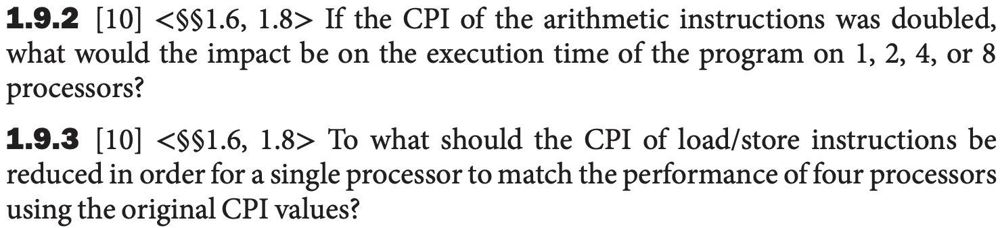 1.9.2 [10] <§§1.6, 1.8> If the CPI of the arithmetic instructions was doubled,
what would the impact be on the execution time of the program on 1, 2, 4, or 8
processors?
1.9.3 [10] <§§1.6, 1.8> To what should the CPI of load/store instructions be
reduced in order for a single processor to match the performance of four processors
using the original CPI values?